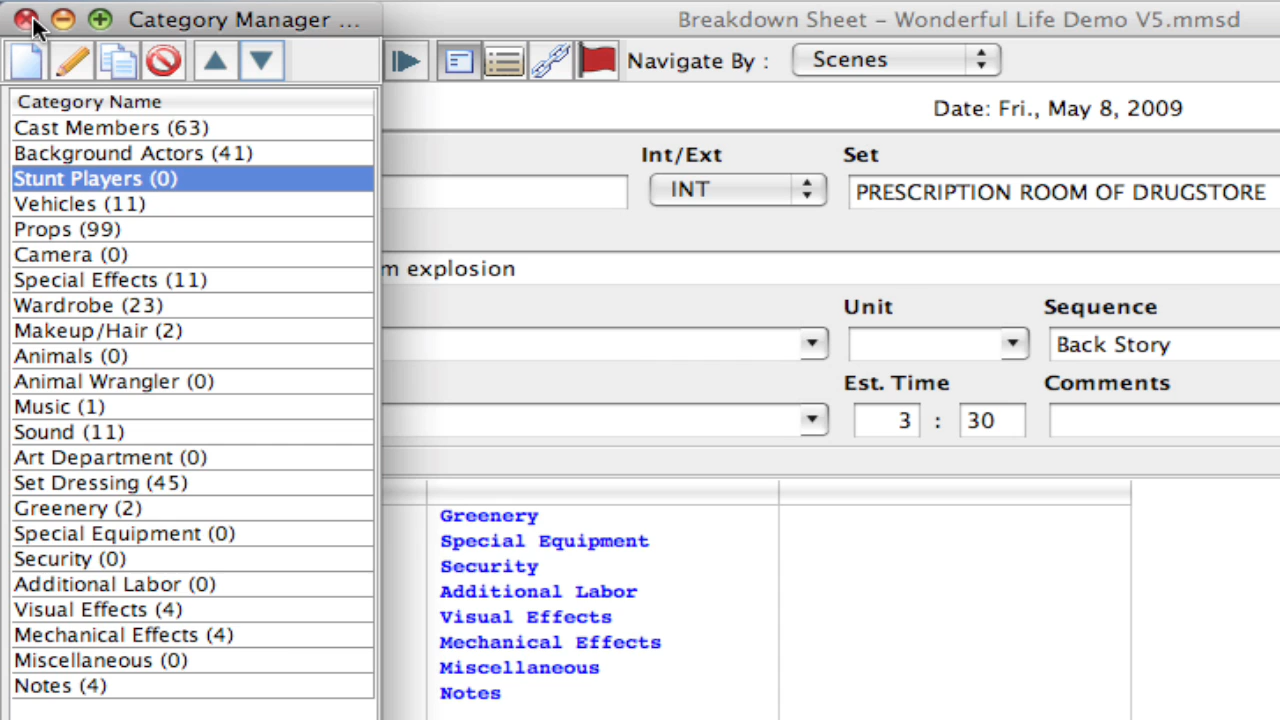 Category Manager ...
Breakdown Sheet – Wonderful Life Demo V5.mmsd
Navigate By :
Scenes
Category Name
Cast Members (63)
Background Actors (41)
Stunt Players (0)
Vehicles (11)
Props (99)
Camera (0)
Special Effects (11)
Wardrobe (23)
Makeup/Hair (2)
Animals (0)
Animal Wrangler (0)
Music (1)
Sound (11)
Art Department (0)
Set Dressing (45)
Greenery (2)
Special Equipment (0)
Security (0)
Additional Labor (0)
Visual Effects (4)
Mechanical Effects (4)
Miscellaneous (0)
Notes (4)
Date: Fri., May 8, 2009
Int/Ext
Set
INT
PRESCRIPTION ROOM OF DRUGSTORE
m explosion
Unit
Sequence
Back Story
Est. Time
Comments
3 : 30
Greenery
Special Equipment
Security
Additional Labor
Visual Effects
Mechanical Effects
Miscellaneous
Notes